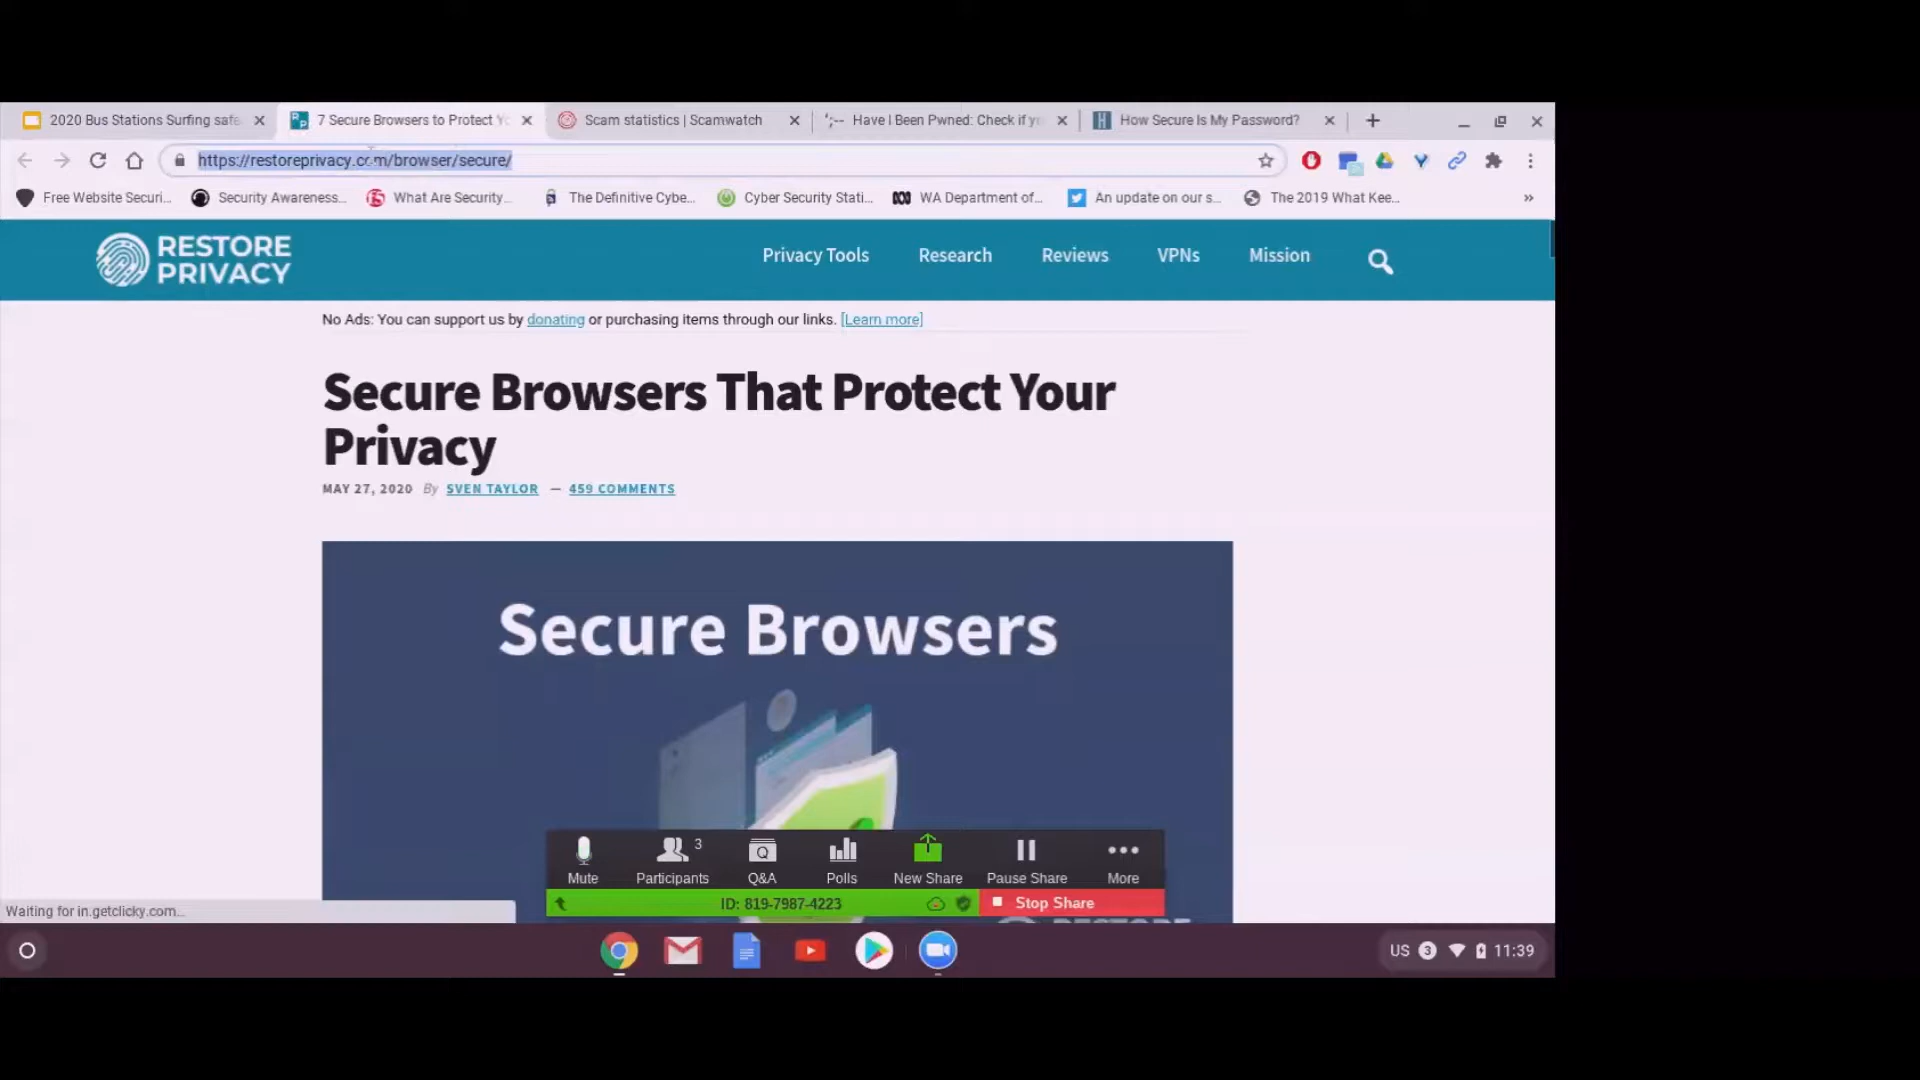 2020 Bus Stations Surfing safe
7 Secure Browsers to Protect Yo
Scam statistics | Scamwatch
';-- Have I Been Pwned: Check if yo
How Secure Is My Password?
https://restoreprivacy.com/browser/secure/
Free Website Securi...
Security Awareness...
What Are Security...
The Definitive Cybe...
Cyber Security Stati...
WA Department of...
An update on our s...
The 2019 What Kee...
»
RESTORE
PRIVACY
Privacy Tools
Research
Reviews
VPNs
Mission
No Ads: You can support us by donating or purchasing items through our links. [Learn more]
Secure Browsers That Protect Your
Privacy
MAY 27, 2020 By SVEN TAYLOR — 459 COMMENTS
Secure Browsers
3
Mute
Participants
Q&A
Polls
New Share
Pause Share
More
ID: 819-7987-4223
Stop Share
Waiting for in.getclicky.com...
US 3 11:39